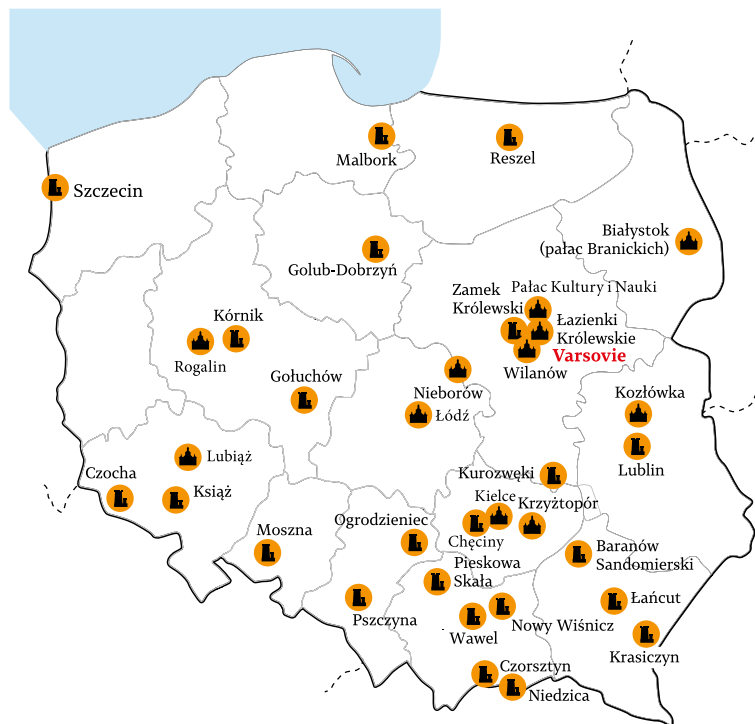 Malbork
Reszel
Szczecin
Białystok
(pałac Branickich)
Golub-Dobrzyń
Zamek
Królewski
Pałac Kultury i Nauki
Łazienki
Królewskie
Varsovie
Wilanów
Kórnik
Rogalin
Gołuchów
Nieborów
Łódź
Kozłówka
Lublin
Lubiąż
Czocha
Książ
Kurozwęki
Kielce
Krzyżtopór
Chęciny
Moszna
Ogrodzieniec
Pieskowa
Skała
Baranów
Sandomierski
Pszczyna
Łańcut
Nowy Wiśnicz
Wawel
Krasiczyn
Czorsztyn
Niedzica